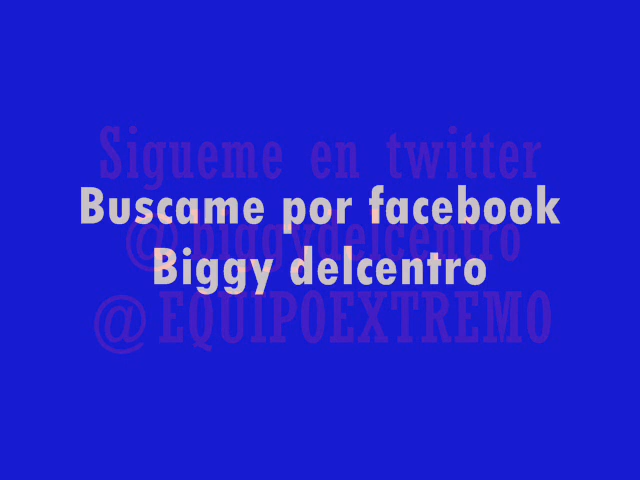 Sigueme en twitter
Buscame por facebook
@biggydelcentro
Biggy delcentro
@EQUIPOEXTREMO